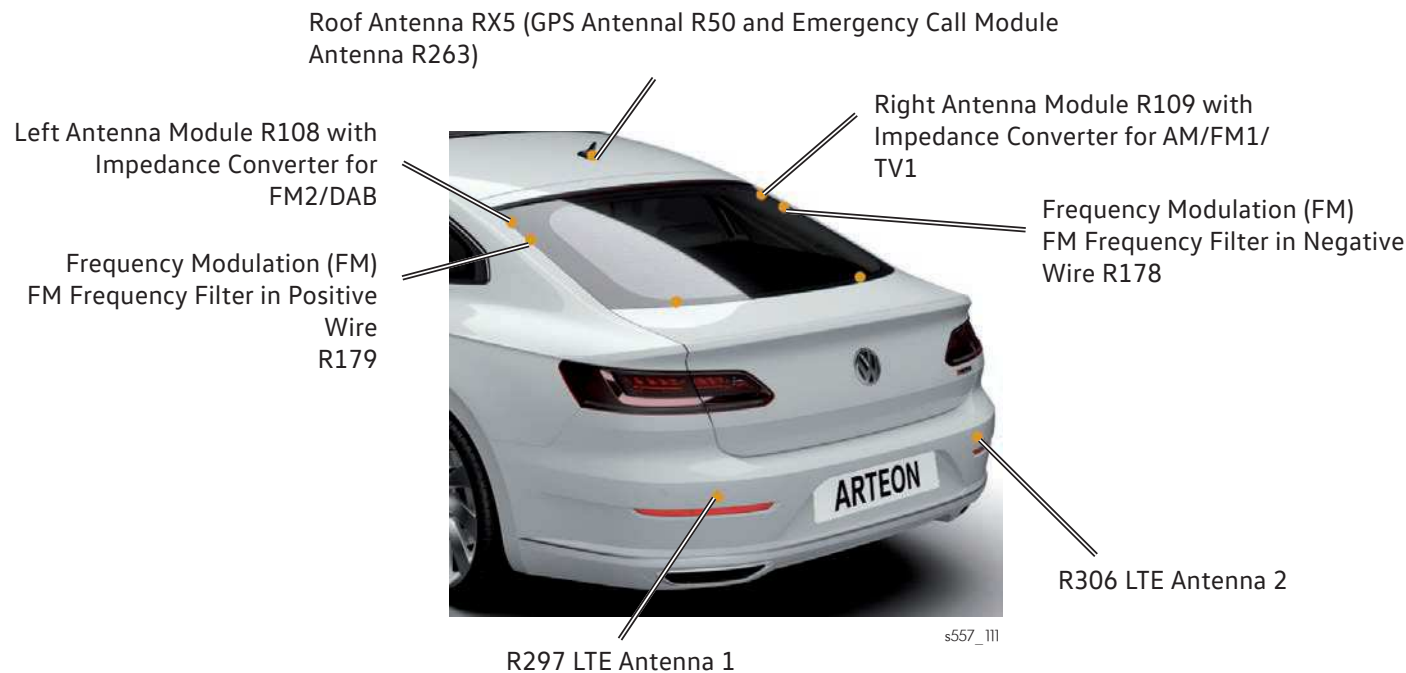 Roof Antenna RX5 (GPS Antennal R50 and Emergency Call Module
Antenna R263)
Right Antenna Module R109 with
Impedance Converter for AM/FM1/
TV1
Left Antenna Module R108 with
Impedance Converter for
FM2/DAB
Frequency Modulation (FM)
FM Frequency Filter in Negative
Wire R178
Frequency Modulation (FM)
FM Frequency Filter in Positive
Wire
R179
ARTEON
R306 LTE Antenna 2
s557_111
R297 LTE Antenna 1